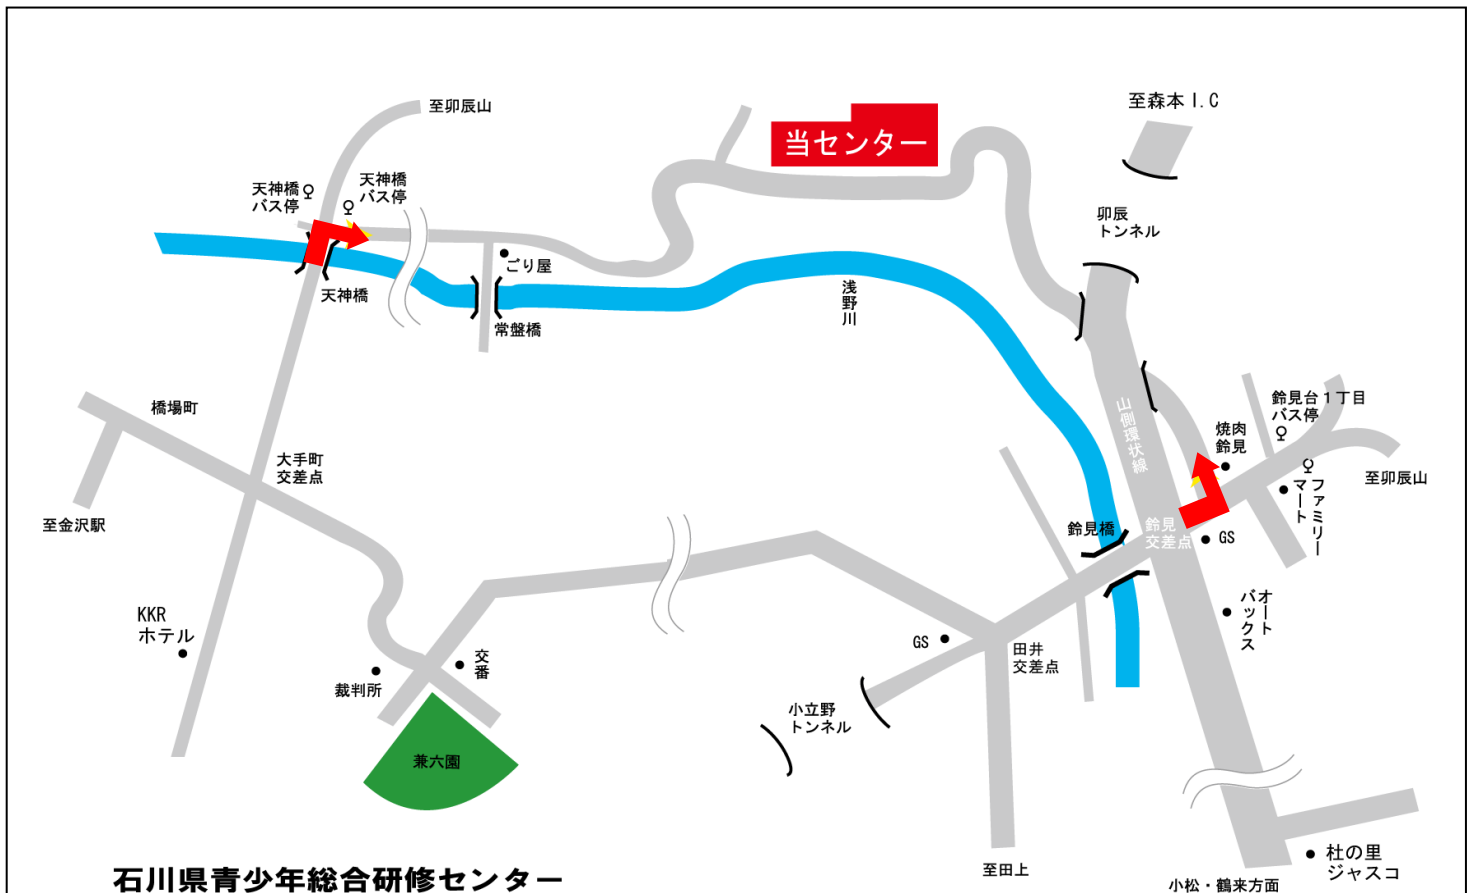 至卯辰山
至森本 I.C
当センター
天神橋
バス停
天神橋
バス停
卯辰
トンネル
ごり屋
天神橋
浅野川
常盤橋
橋場町
山側環状線
鈴見台1丁目
バス停
焼肉
鈴見
大手町
交差点
至卯辰山
ファミリー
マート
至金沢駅
鈴見橋
鈴見
交差点
GS
オート
バックス
KKR
ホテル
交番
GS
田井
交差点
裁判所
小立野
トンネル
兼六園
至田上
杜の里
ジャスコ
石川県青少年総合研修センター
小松・鶴来方面